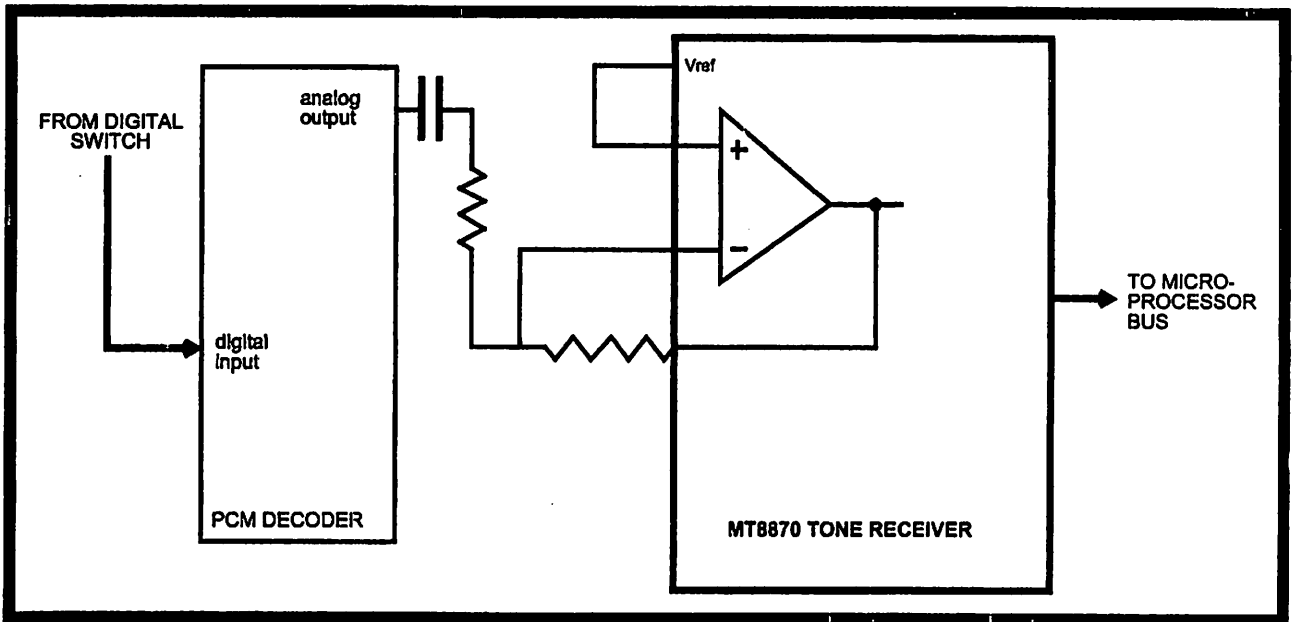 FROM DIGITAL
SWITCH
analog
output
digital
input
PCM DECODER
Vref
+
−
MT8870 TONE RECEIVER
TO MICRO-
PROCESSOR
BUS